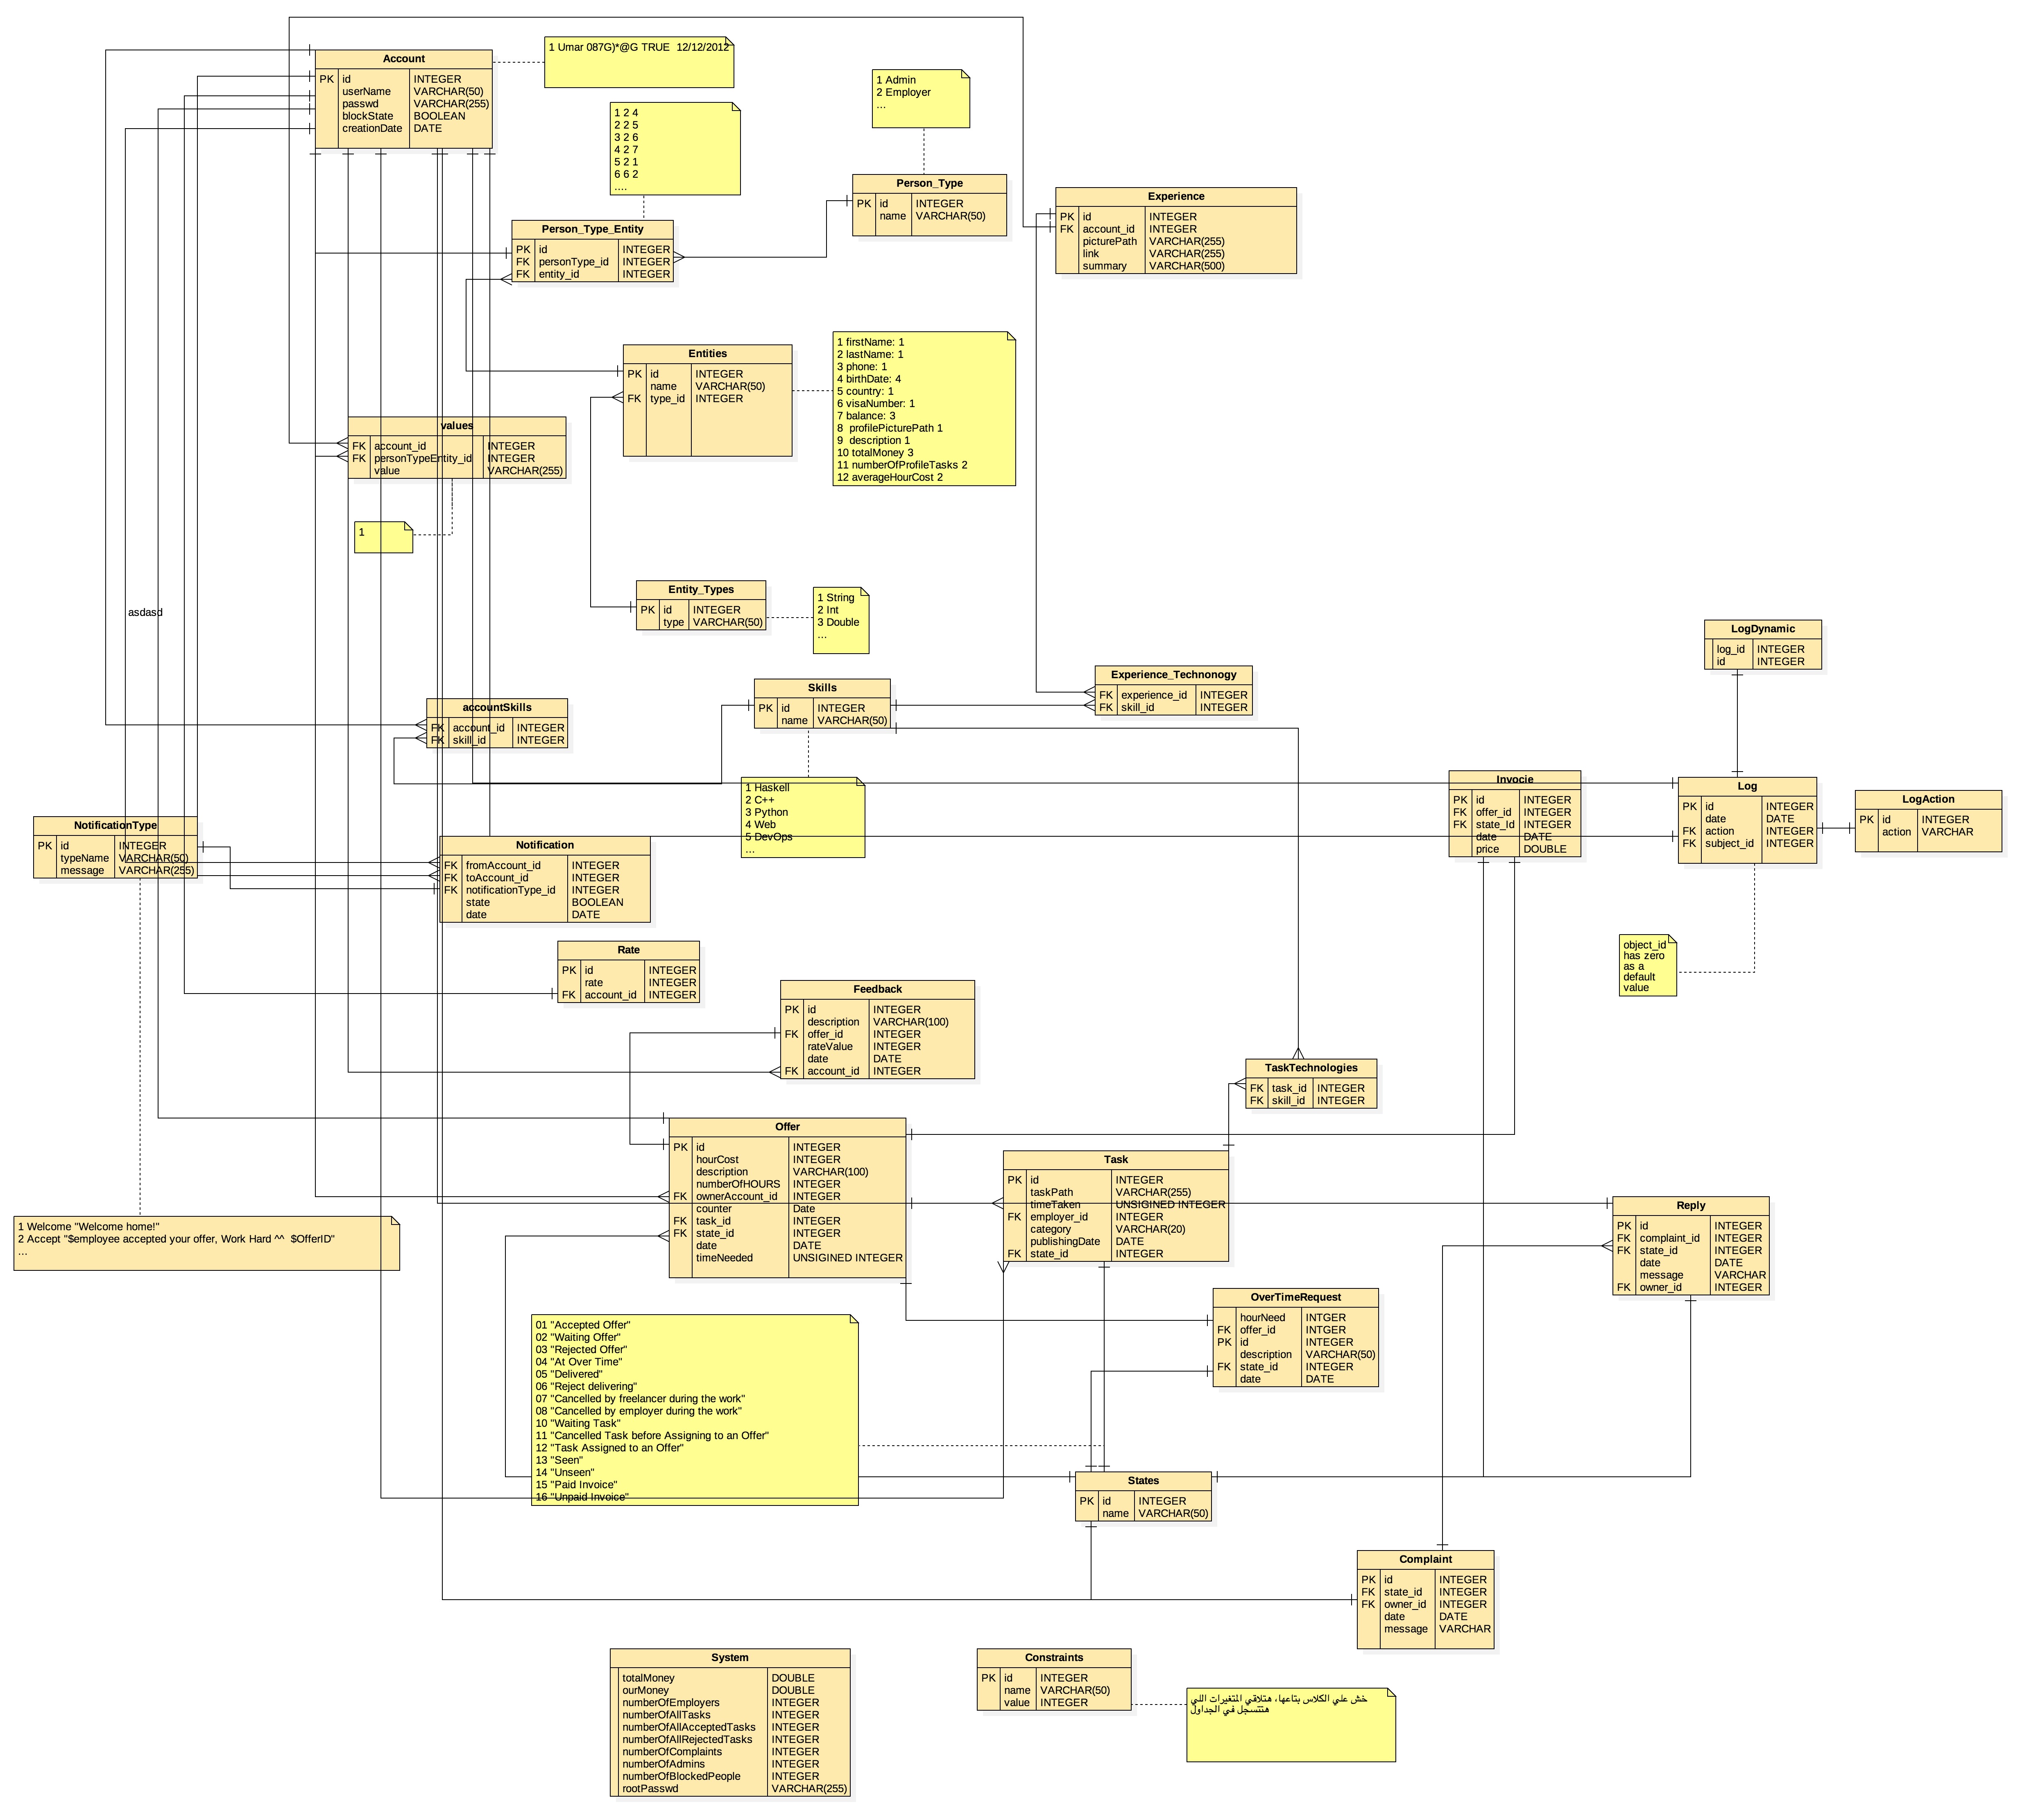 Account
PK id INTEGER
userName VARCHAR(50)
passwd VARCHAR(255)
blockState BOOLEAN
creationDate DATE
1 Umar 087G)*@G TRUE  12/12/2012
1 Admin
2 Employer
...
1 2 4
2 2 5
3 2 6
4 2 7
5 2 1
6 6 2
....
Person_Type
PK id INTEGER
name VARCHAR(50)
Experience
PK id INTEGER
FK account_id INTEGER
picturePath VARCHAR(255)
link VARCHAR(255)
summary VARCHAR(500)
Person_Type_Entity
PK id INTEGER
FK personType_id INTEGER
FK entity_id INTEGER
Entities
PK id INTEGER
name VARCHAR(50)
FK type_id INTEGER
1 firstName: 1
2 lastName: 1
3 phone: 1
4 birthDate: 4
5 country: 1
6 visaNumber: 1
7 balance: 3
8  profilePicturePath 1
9  description 1
10 totalMoney 3
11 numberOfProfileTasks 2
12 averageHourCost 2
values
FK account_id INTEGER
FK personTypeEntity_id INTEGER
value VARCHAR(255)
1
Entity_Types
PK id INTEGER
type VARCHAR(50)
1 String
2 Int
3 Double
...
asdasd
LogDynamic
log_id INTEGER
id INTEGER
Experience_Technonogy
FK experience_id INTEGER
FK skill_id INTEGER
Skills
PK id INTEGER
name VARCHAR(50)
accountSkills
FK account_id INTEGER
FK skill_id INTEGER
1 Haskell
2 C++
3 Python
4 Web
5 DevOps
...
Invocie
PK id INTEGER
FK offer_id INTEGER
FK state_Id INTEGER
date DATE
price DOUBLE
Log
PK id INTEGER
date DATE
FK action INTEGER
FK subject_id INTEGER
LogAction
PK id INTEGER
action VARCHAR
NotificationType
PK id INTEGER
typeName VARCHAR(50)
message VARCHAR(255)
Notification
FK fromAccount_id INTEGER
FK toAccount_id INTEGER
FK notificationType_id INTEGER
state BOOLEAN
date DATE
object_id
has zero
as a
default
value
Rate
PK id INTEGER
rate INTEGER
FK account_id INTEGER
Feedback
PK id INTEGER
description VARCHAR(100)
FK offer_id INTEGER
rateValue INTEGER
date DATE
FK account_id INTEGER
TaskTechnologies
FK task_id INTEGER
FK skill_id INTEGER
Offer
PK id INTEGER
hourCost INTEGER
description VARCHAR(100)
numberOfHOURS INTEGER
FK ownerAccount_id INTEGER
counter Date
FK task_id INTEGER
FK state_id INTEGER
date DATE
timeNeeded UNSIGINED INTEGER
Task
PK id INTEGER
taskPath VARCHAR(255)
timeTaken UNSIGNED INTEGER
FK employer_id INTEGER
category VARCHAR(20)
publishingDate DATE
FK state_id INTEGER
Reply
PK id INTEGER
FK complaint_id INTEGER
FK state_id INTEGER
date DATE
message VARCHAR
FK owner_id INTEGER
1 Welcome "Welcome home!"
2 Accept "$employee accepted your offer, Work Hard ^^  $OfferID"
...
OverTimeRequest
hourNeed INTGER
FK offer_id INTGER
PK id INTEGER
description VARCHAR(50)
FK state_id INTEGER
date DATE
01 "Accepted Offer"
02 "Waiting Offer"
03 "Rejected Offer"
04 "At Over Time"
05 "Delivered"
06 "Reject delivering"
07 "Cancelled by freelancer during the work"
08 "Cancelled by employer during the work"
10 "Waiting Task"
11 "Cancelled Task before Assigning to an Offer"
12 "Task Assigned to an Offer"
13 "Seen"
14 "Unseen"
15 "Paid Invoice"
16 "Unpaid Invoice"
States
PK id INTEGER
name VARCHAR(50)
Complaint
PK id INTEGER
FK state_id INTEGER
FK owner_id INTEGER
date DATE
message VARCHAR
System
totalMoney DOUBLE
ourMoney DOUBLE
numberOfEmployers INTEGER
numberOfAllTasks INTEGER
numberOfAllAcceptedTasks INTEGER
numberOfAllRejectedTasks INTEGER
numberOfComplaints INTEGER
numberOfAdmins INTEGER
numberOfBlockedPeople INTEGER
rootPasswd VARCHAR(255)
Constraints
PK id INTEGER
name VARCHAR(50)
value INTEGER
خش علي الكلاس بتاعها، هتلاقي المتغيرات اللي
هتتسجل في الجداول